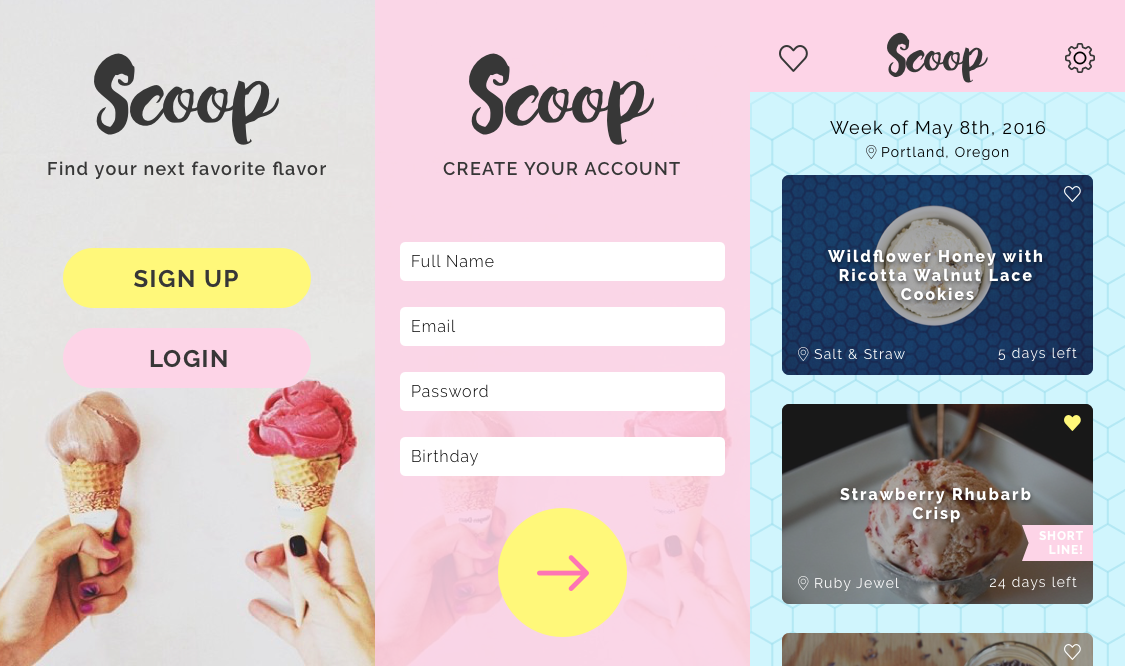 Scoop
Find your next favorite flavor
SIGN UP
LOGIN
Scoop
CREATE YOUR ACCOUNT
Full Name
Email
Password
Birthday
Scoop
Week of May 8th, 2016
Portland, Oregon
Wildflower Honey with
Ricotta Walnut Lace
Cookies
Salt & Straw
5 days left
Strawberry Rhubarb
Crisp
SHORT
LINE!
Ruby Jewel
24 days left